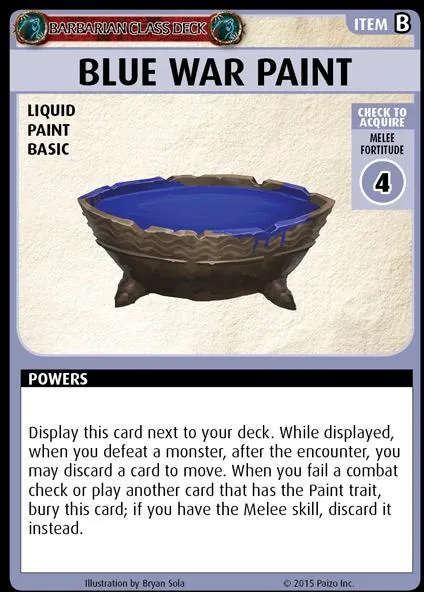 BARBARIAN CLASS DECK
ITEM B
BLUE WAR PAINT
LIQUID
PAINT
BASIC
CHECK TO
ACQUIRE
MELEE
FORTITUDE
4
POWERS
Display this card next to your deck. While displayed,
when you defeat a monster, after the encounter, you
may discard a card to move. When you fail a combat
check or play another card that has the Paint trait,
bury this card; if you have the Melee skill, discard it
instead.
Illustration by Bryan Sola © 2015 Paizo Inc.